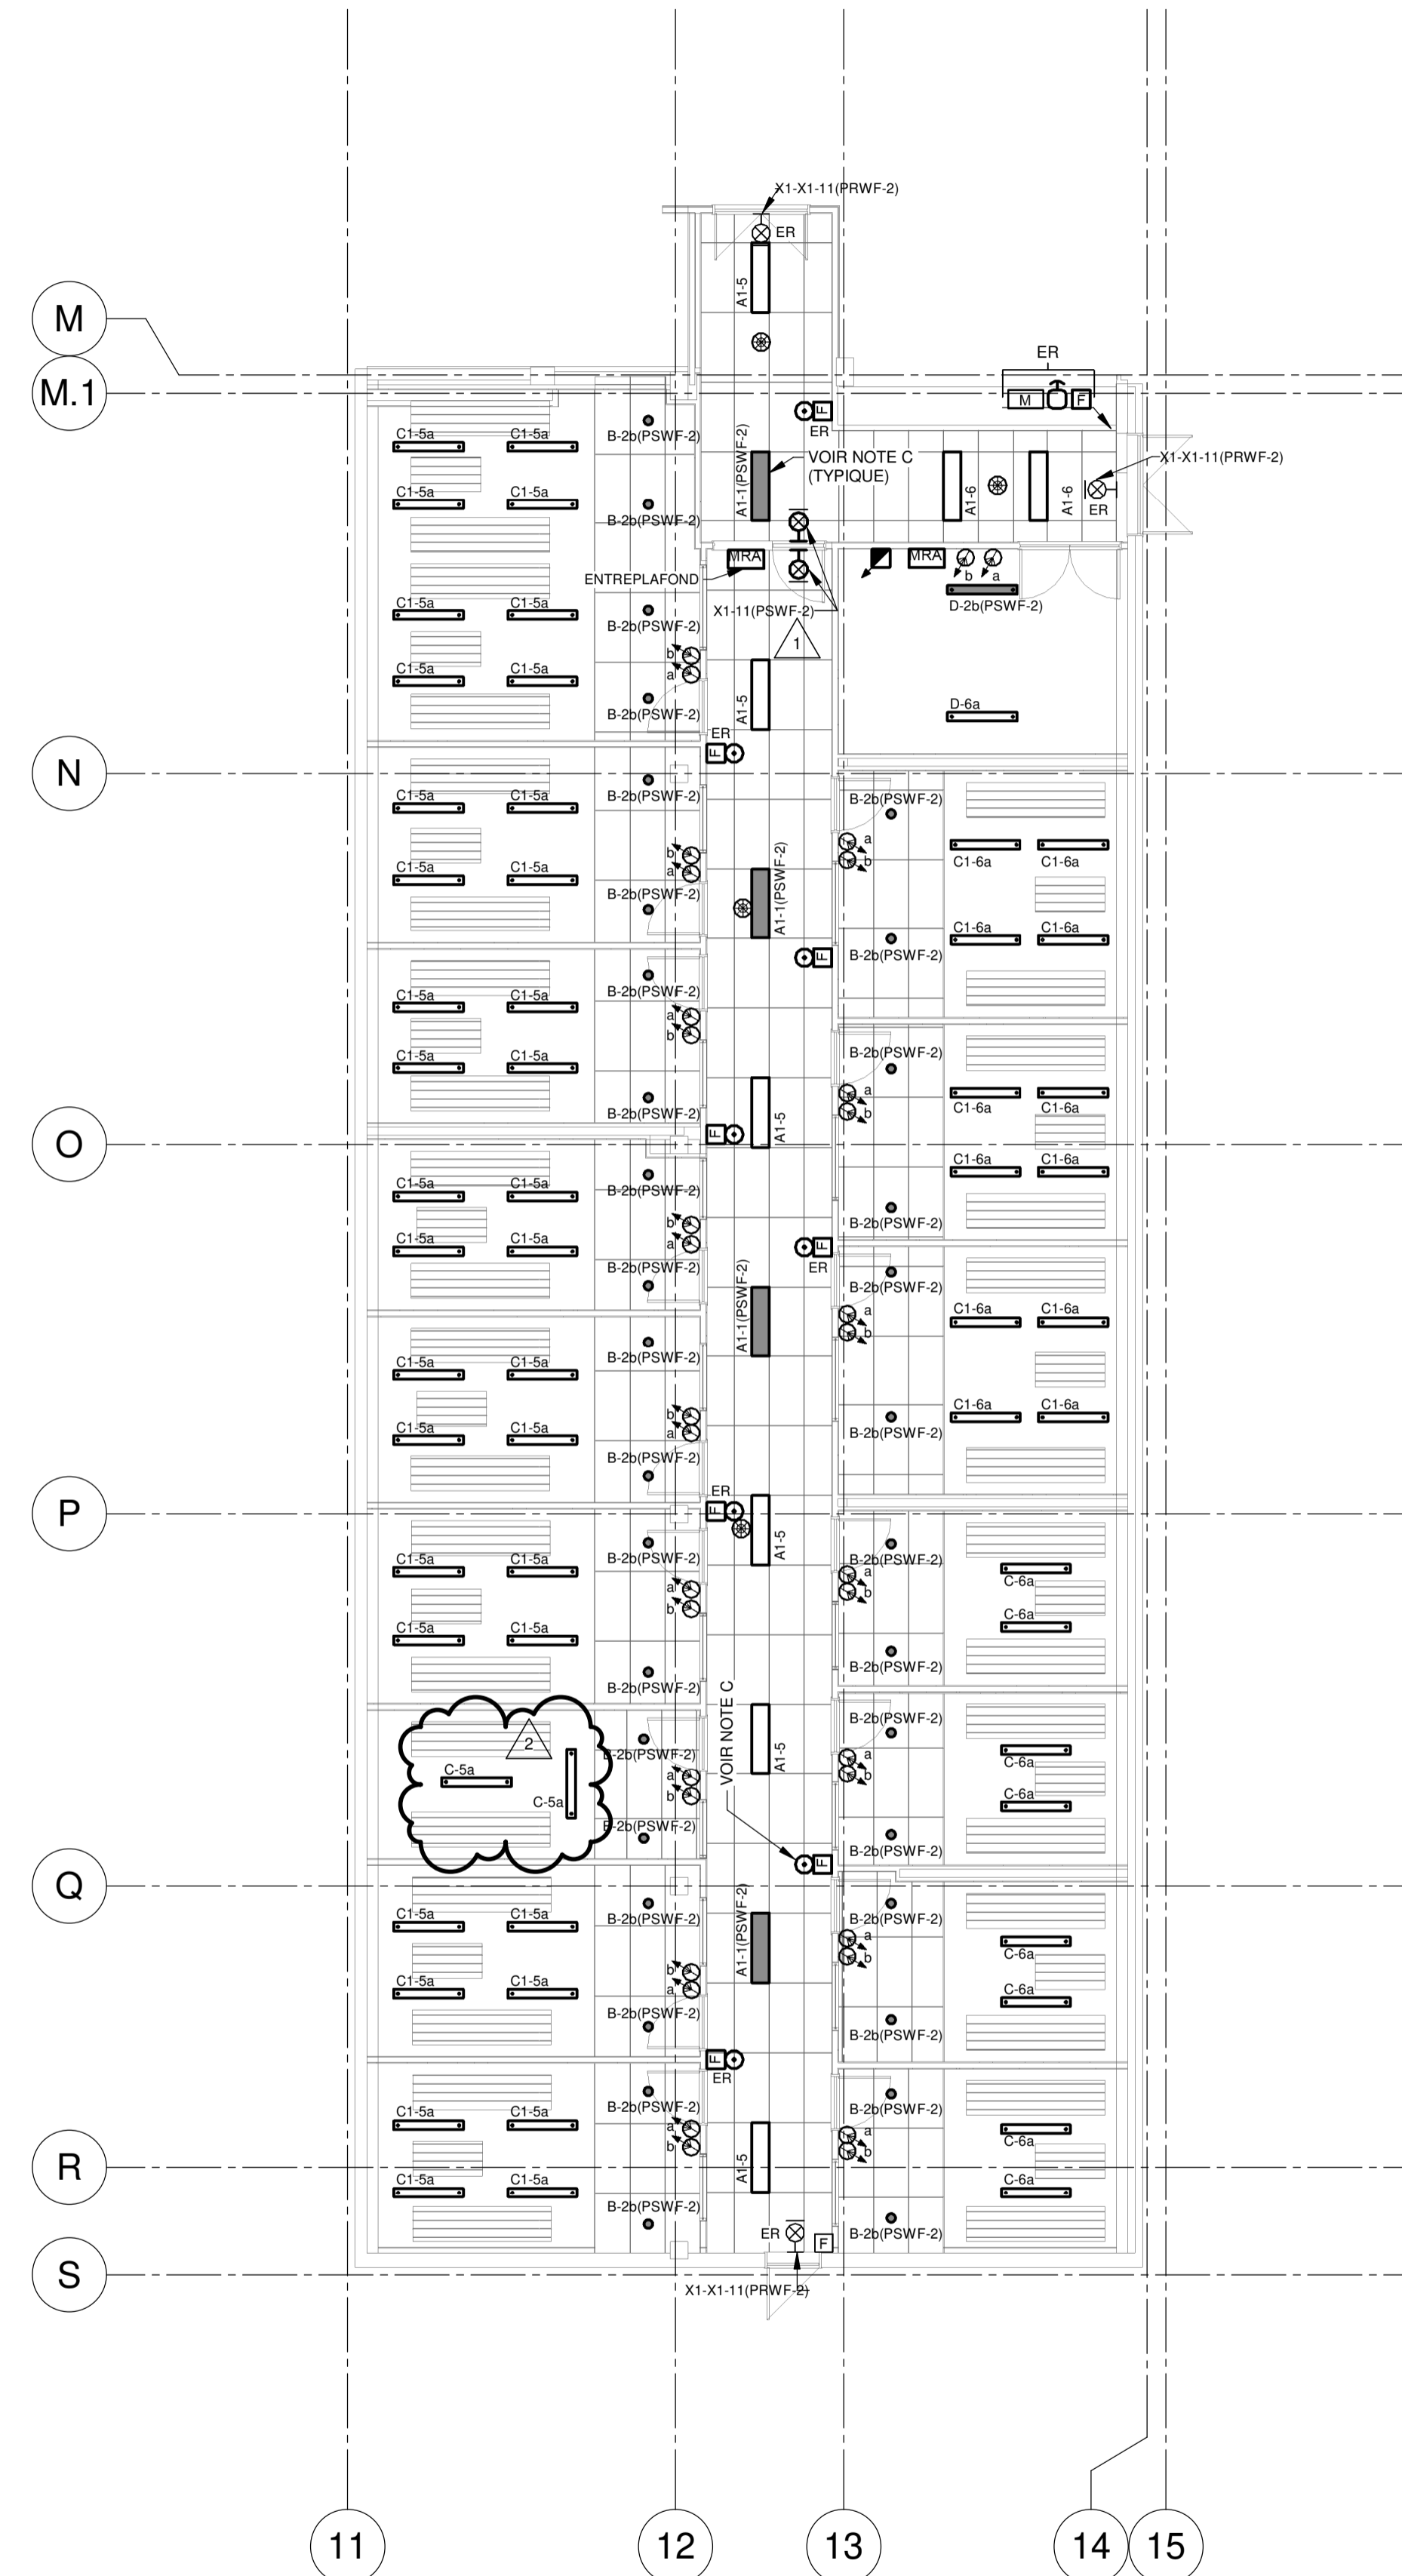 X1-X1-11(PRWF-2)
ER
A1-5
M
ER
M.1
M F
F
ER
C1-5a C1-5a
B-2b(PSWF-2)
A1-1(PSWF-2)
VOIR NOTE C
(TYPIQUE)
X1-X1-11(PRWF-2)
A1-6
A1-6
ER
C1-5a C1-5a
B-2b(PSWF-2)
MRA
MRA
ENTREPLAFOND
b a
D-2b(PSWF-2)
X1-11(PSWF-2)
1
C1-5a C1-5a
B-2b(PSWF-2)
b
a
C1-5a C1-5a
A1-5
D-6a
B-2b(PSWF-2)
ER
F
N
C1-5a C1-5a
B-2b(PSWF-2)
B-2b(PSWF-2)
a
b
C1-6a C1-6a
b
a
C1-5a C1-5a
B-2b(PSWF-2)
A1-1(PSWF-2)
C1-6a C1-6a
F
B-2b(PSWF-2)
B-2b(PSWF-2)
C1-5a C1-5a
a
b
C1-5a C1-5a
B-2b(PSWF-2)
a
b
C1-6a C1-6a
B-2b(PSWF-2)
A1-5
F
O
C1-6a C1-6a
C1-5a C1-5a
B-2b(PSWF-2)
b
a
B-2b(PSWF-2)
C1-5a C1-5a
F
ER
B-2b(PSWF-2)
B-2b(PSWF-2)
A1-1(PSWF-2)
a
b
C1-6a C1-6a
B-2b(PSWF-2)
C1-5a C1-5a
b
a
C1-6a C1-6a
C1-5a C1-5a
B-2b(PSWF-2)
B-2b(PSWF-2)
ER
F
P
A1-5
C1-5a C1-5a
B-2b(PSWF-2)
B-2b(PSWF-2)
a
b
a
b
C-6a
C-6a
C1-5a C1-5a
B-2b(PSWF-2)
B-2b(PSWF-2)
VOIR NOTE C
2
B-2b(PSWF-2)
B-2b(PSWF-2)
A1-5
C-5a
C-5a
a
b
a
b
C-6a
C-6a
B-2b(PSWF-2)
B-2b(PSWF-2)
F
Q
C1-5a C1-5a
B-2b(PSWF-2)
A1-1(PSWF-2)
B-2b(PSWF-2)
b
a
a
b
C-6a
C1-5a C1-5a
C-6a
B-2b(PSWF-2)
B-2b(PSWF-2)
F
ER
C1-5a C1-5a
B-2b(PSWF-2)
B-2b(PSWF-2)
a
b
a
b
C-6a
R
A1-5
C1-5a C1-5a
C-6a
B-2b(PSWF-2)
ER
F
B-2b(PSWF-2)
S
X1-X1-11(PRWF-2)
11 12 13 14 15